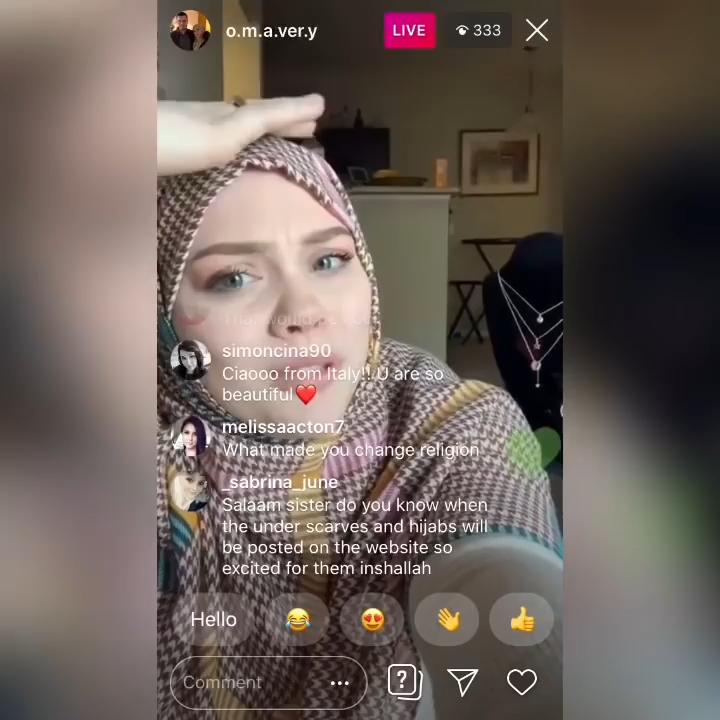 o.m.a.ver.y
LIVE
333
simoncina90
Ciaooo from Italy!! U are so
beautiful❤️
melissaacton7
What made you change religion
_sabrina_june
Salaam sister do you know when
the under scarves and hijabs will
be posted on the website so
excited for them inshallah
Hello 😂 😍 👋 👍
Comment ...
?